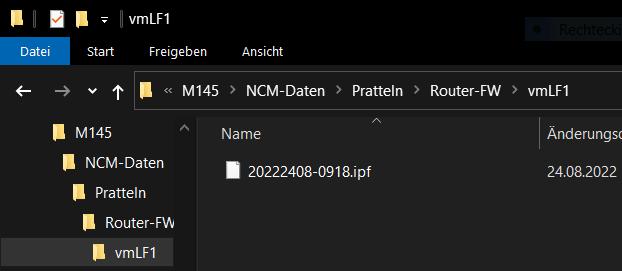 vmLF1
Rechteck
Datei Start Freigeben Ansicht
« M145 > NCM-Daten > Pratteln > Router-FW > vmLF1
M145
Name Änderungsd
NCM-Daten
20222408-0918.ipf 24.08.2022
Pratteln
Router-FW
vmLF1